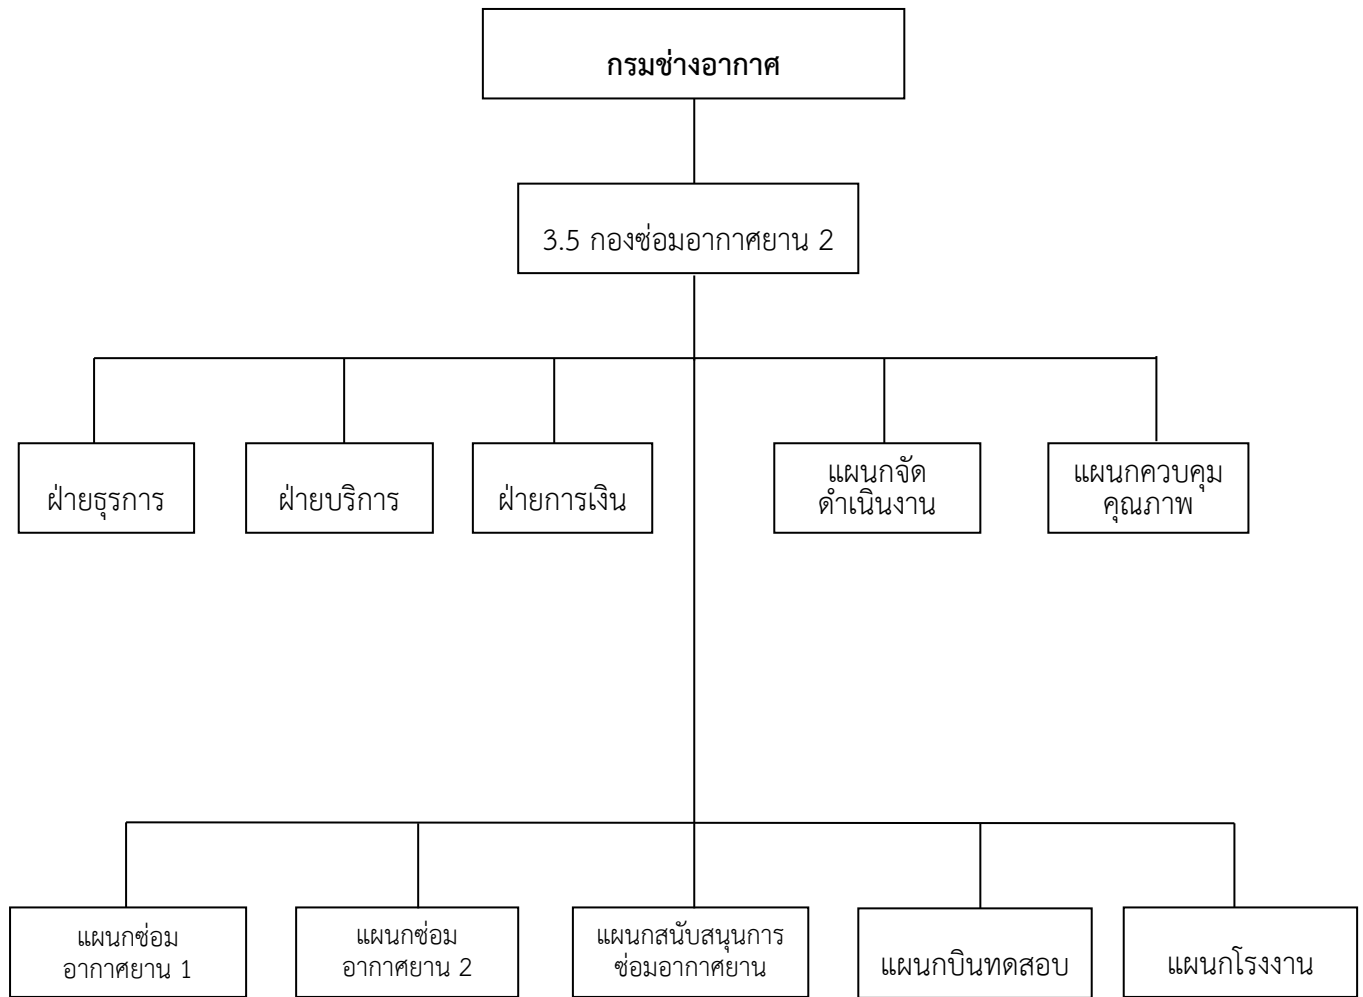 กรมช่างอากาศ
3.5 กองซ่อมอากาศยาน 2
ฝ่ายธุรการ
ฝ่ายบริการ
ฝ่ายการเงิน
แผนกจัด
ดำเนินงาน
แผนกควบคุม
คุณภาพ
แผนกซ่อม
อากาศยาน 1
แผนกซ่อม
อากาศยาน 2
แผนกสนับสนุนการ
ซ่อมอากาศยาน
แผนกบินทดสอบ
แผนกโรงงาน